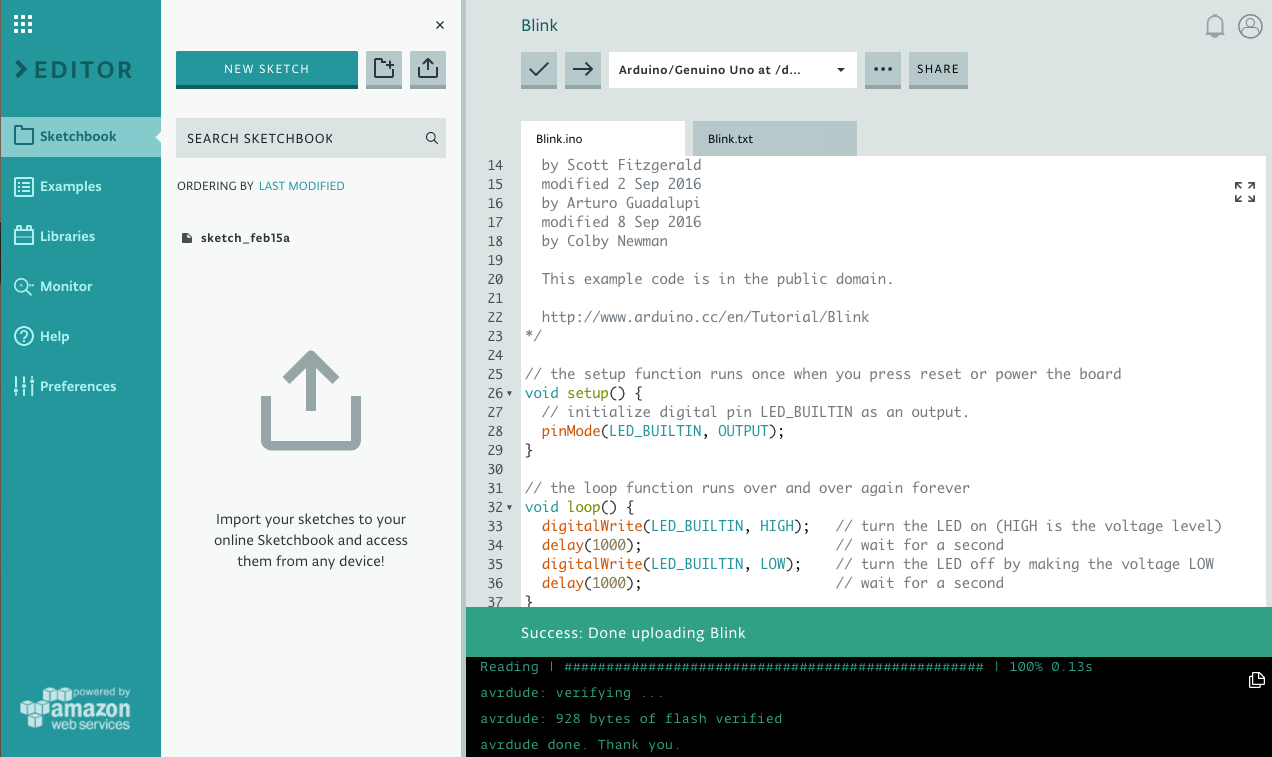 EDITOR
Sketchbook
Examples
Libraries
Monitor
Help
Preferences
powered by
amazon
web services
NEW SKETCH
SEARCH SKETCHBOOK
ORDERING BY LAST MODIFIED
sketch_feb15a
Import your sketches to your
online Sketchbook and access
them from any device!
Blink
Arduino/Genuino Uno at /d...
SHARE
Blink.ino
Blink.txt
14 by Scott Fitzgerald
15 modified 2 Sep 2016
16 by Arturo Guadalupi
17 modified 8 Sep 2016
18 by Colby Newman
19
20 This example code is in the public domain.
21
22 http://www.arduino.cc/en/Tutorial/Blink
23 */
24
25 // the setup function runs once when you press reset or power the board
26 void setup() {
27 // initialize digital pin LED_BUILTIN as an output.
28 pinMode(LED_BUILTIN, OUTPUT);
29 }
30
31 // the loop function runs over and over again forever
32 void loop() {
33 digitalWrite(LED_BUILTIN, HIGH); // turn the LED on (HIGH is the voltage level)
34 delay(1000); // wait for a second
35 digitalWrite(LED_BUILTIN, LOW); // turn the LED off by making the voltage LOW
36 delay(1000); // wait for a second
37 }
Success: Done uploading Blink
Reading | ################################################## | 100% 0.13s
avrdude: verifying ...
avrdude: 928 bytes of flash verified
avrdude done. Thank you.